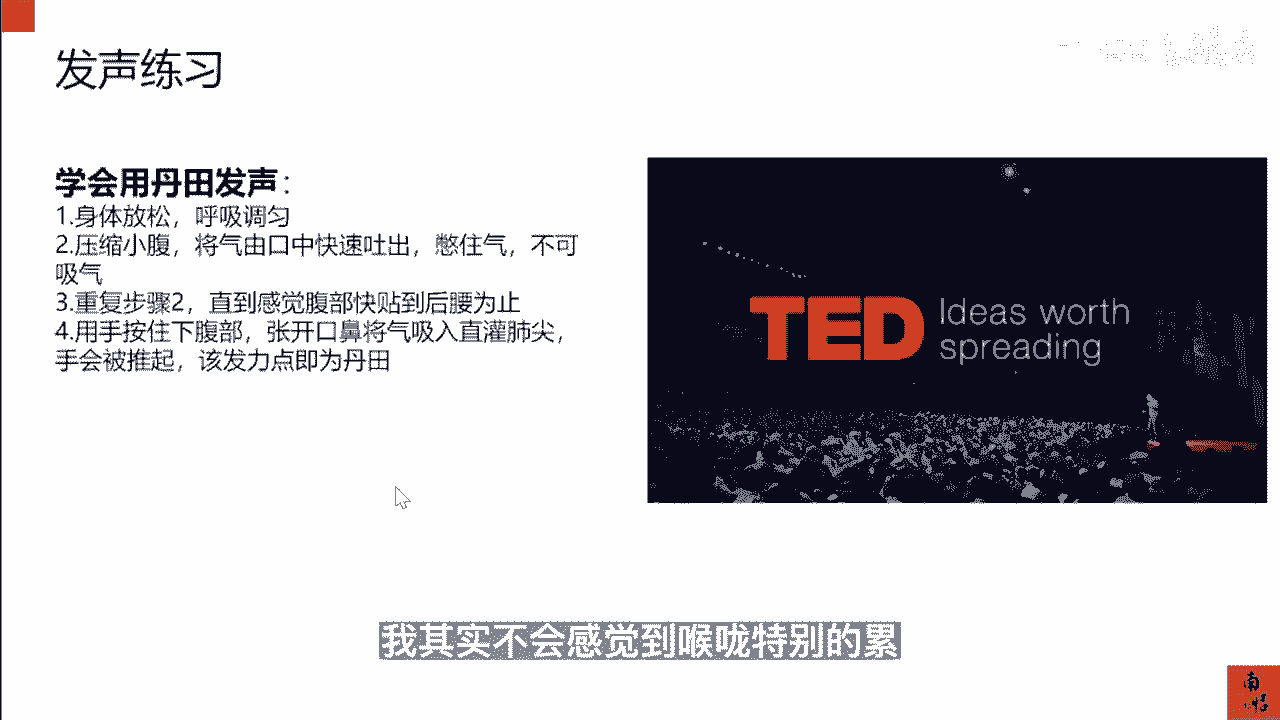 发声练习
学会用丹田发声：
1.身体放松，呼吸调匀
2.压缩小腹，将气由口中快速吐出，憋住气，不可
吸气
3.重复步骤2，直到感觉腹部快贴到后腰为止
4.用手按住下腹部，张开口鼻将气吸入直灌肺尖，
手会被推起，该发力点即为丹田
TED Ideas worth
spreading
我其实不会感觉到喉咙特别的累
南